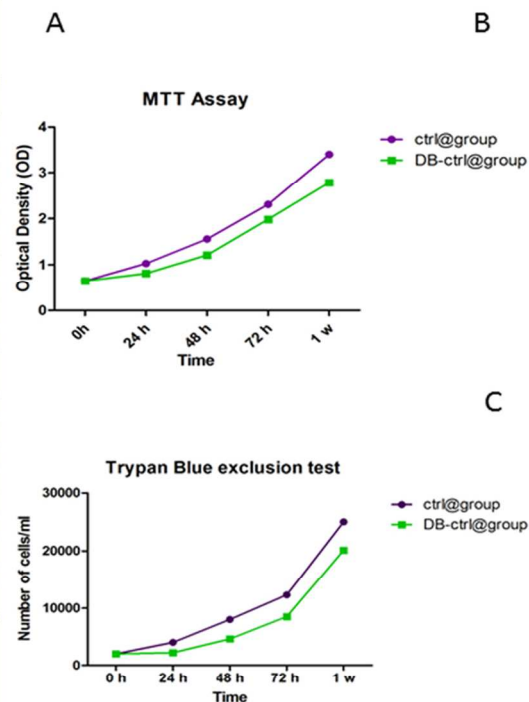 A
B
MTT Assay
Optical Density (OD)
4
3
2
1
0
0h
24 h
48 h
72 h
1 w
Time
ctrl@group
DB-ctrl@group
C
Trypan Blue exclusion test
Number of cells/ml
30000
20000
10000
0
0 h
24 h
48 h
72 h
1 w
Time
ctrl@group
DB-ctrl@group